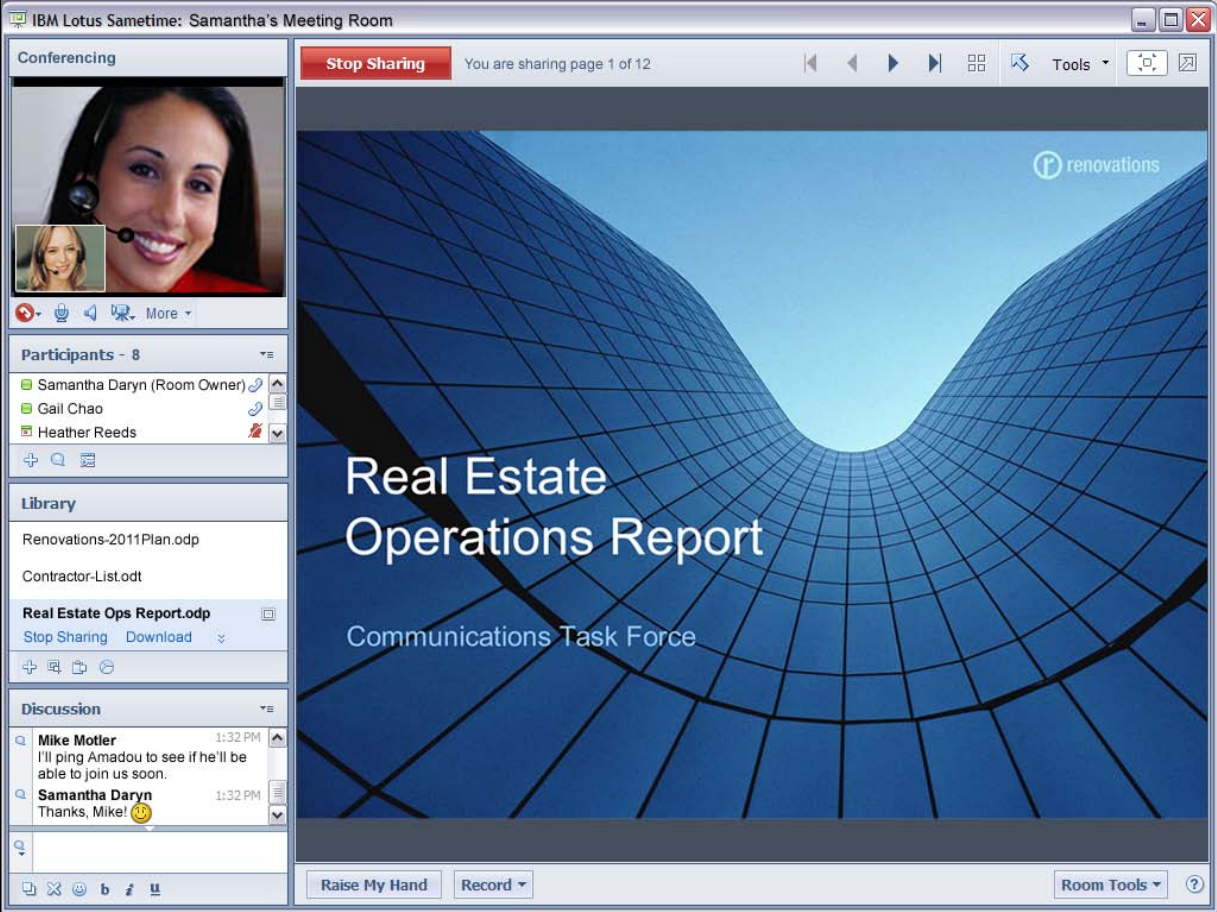 IBM Lotus Sametime: Samantha's Meeting Room
Conferencing
More
Participants - 8
Samantha Daryn (Room Owner)
Gail Chao
Heather Reeds
Library
Renovations-2011Plan.odp
Contractor-List.odt
Real Estate Ops Report.odp
Stop Sharing Download
Discussion
Mike Motler 1:32 PM
I'll ping Amadou to see if he'll be
able to join us soon.
Samantha Daryn 1:32 PM
Thanks, Mike!
b i u
Stop Sharing You are sharing page 1 of 12
Tools
r renovations
Real Estate
Operations Report
Communications Task Force
Raise My Hand Record
Room Tools ?